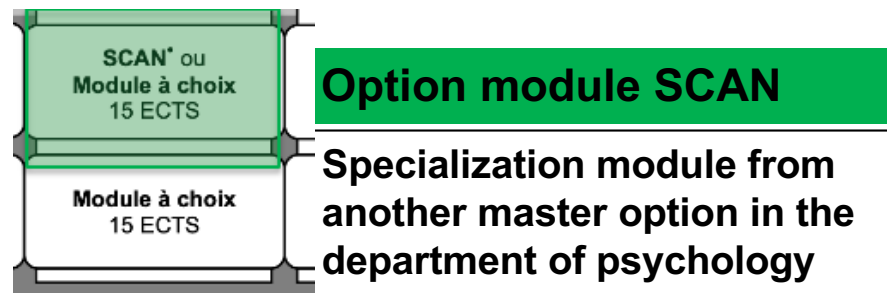 SCAN* ou
Module à choix
15 ECTS
Option module SCAN
Module à choix
15 ECTS
Specialization module from
another master option in the
department of psychology